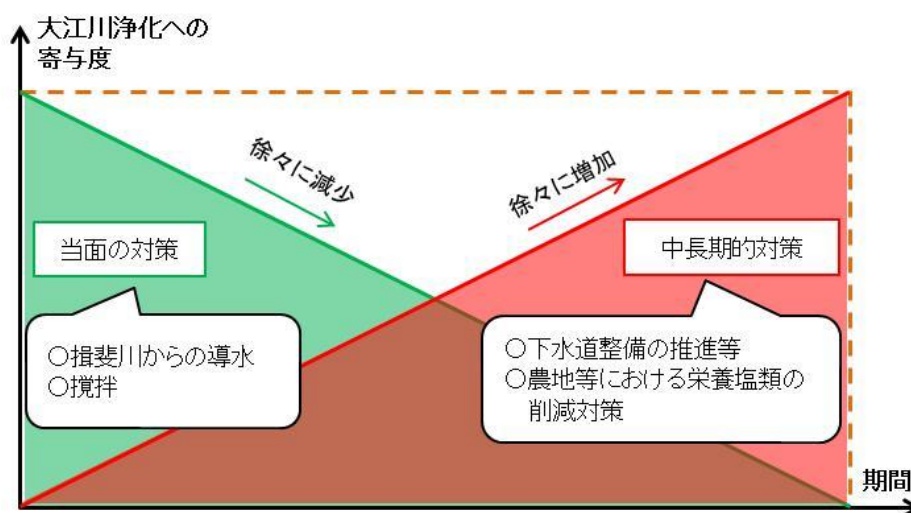 大江川浄化への
寄与度
徐々に減少
徐々に増加
当面の対策
中長期的対策
○揖斐川からの導水
○撹拌
○下水道整備の推進等
○農地等における栄養塩類の
削減対策
期間